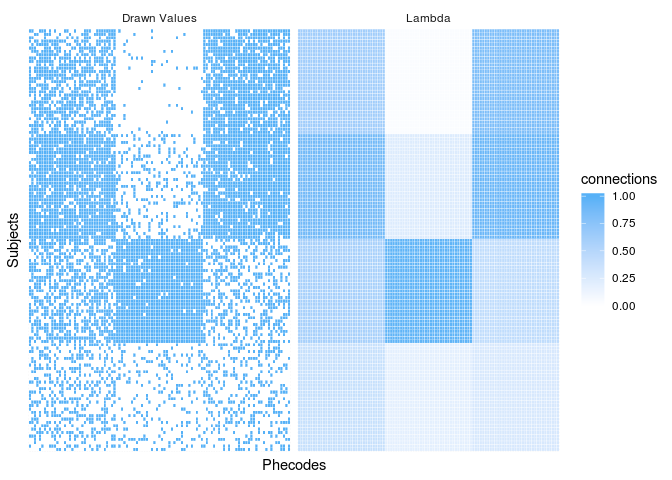 Drawn Values
Lambda
Subjects
Phecodes
connections
1.00
0.75
0.50
0.25
0.00